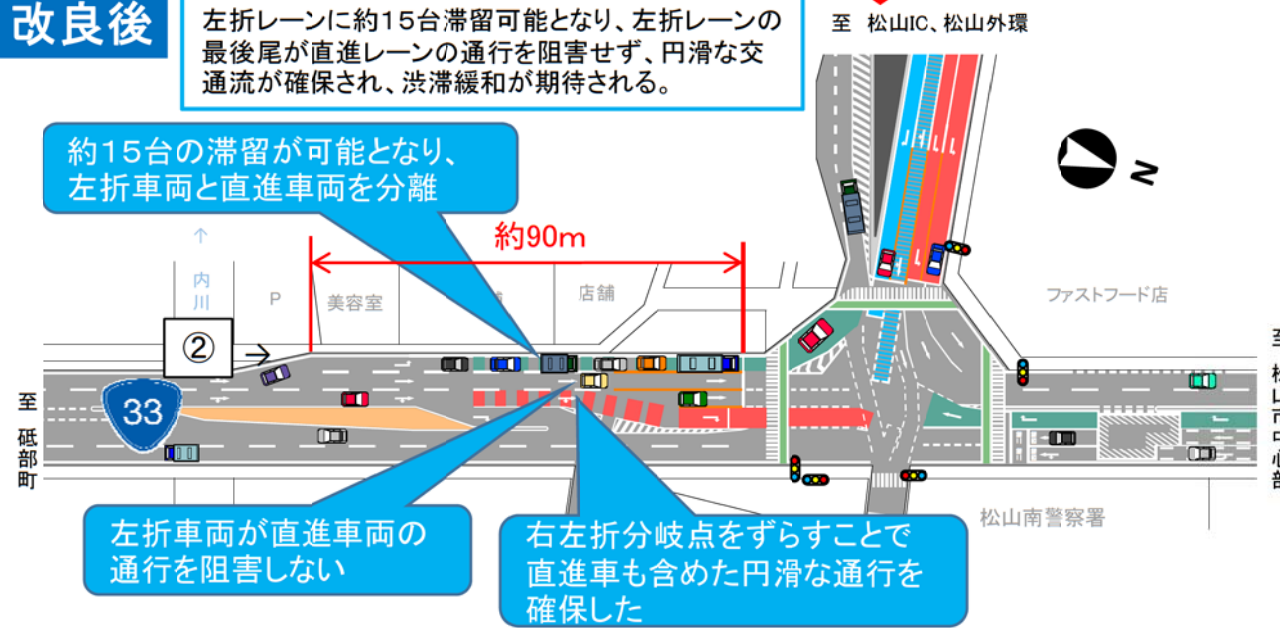 改良後
左折レーンに約15台滞留可能となり、左折レーンの
最後尾が直進レーンの通行を阻害せず、円滑な交
通流が確保され、渋滞緩和が期待される。
至 松山IC、松山外環
約15台の滞留が可能となり、
左折車両と直進車両を分離
N
約90m
内川
P
美容室
店舗
ファストフード店
②
至 砥部町
33
至 松山市中心部
左折車両が直進車両の
通行を阻害しない
右左折分岐点をずらすことで
直進車も含めた円滑な通行を
確保した
松山南警察署